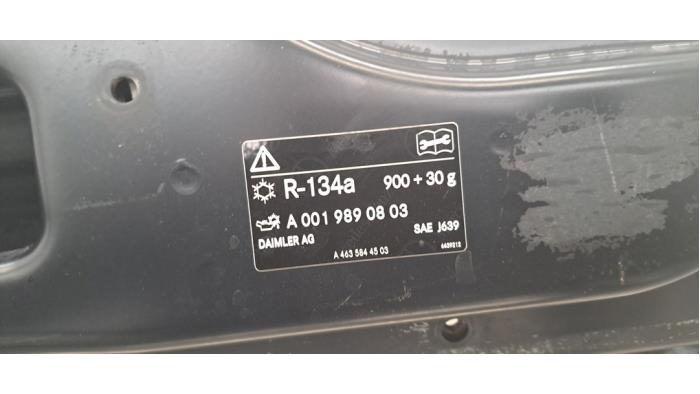 R-134a 900 + 30 g
A 001 989 08 03
DAIMLER AG SAE J639
A 463 584 45 03